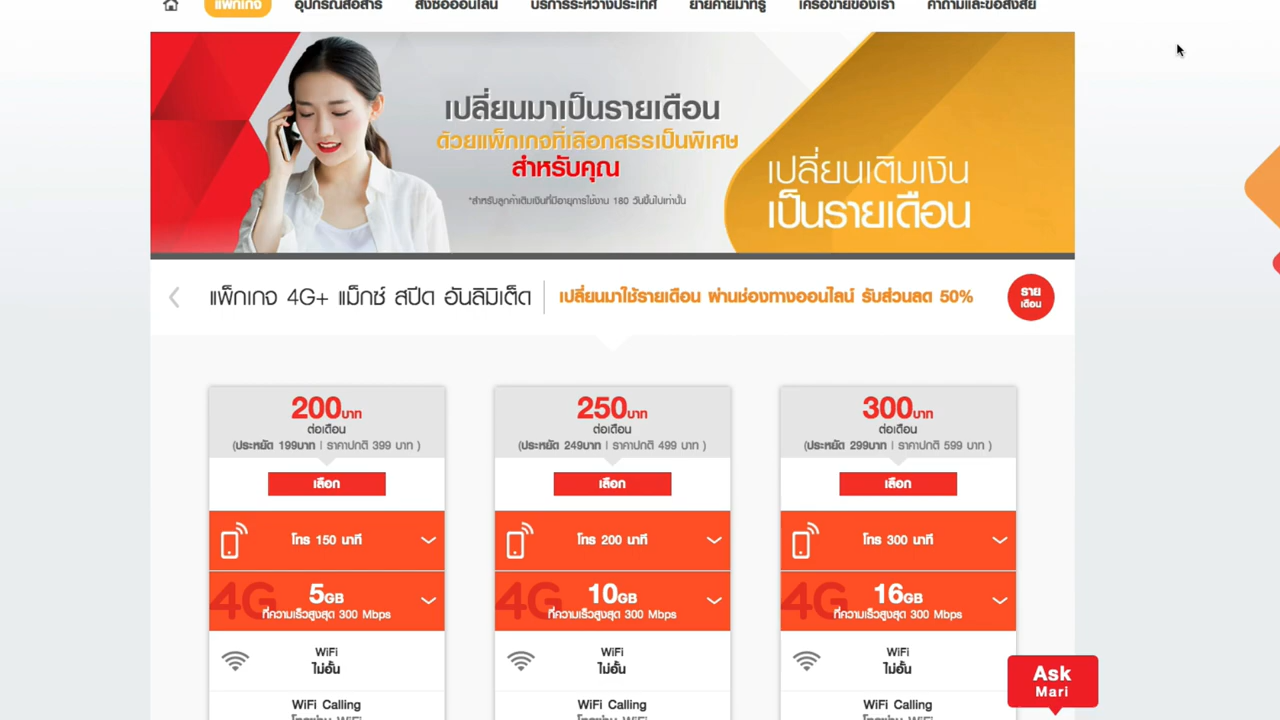 แพ็กเกจ อุปกรณ์สื่อสาร สั่งซื้อออนไลน์ บริการระหว่างประเทศ ย้ายค่ายมาทรู เครือข่ายของเรา คำถามและข้อสงสัย
เปลี่ยนมาเป็นรายเดือน
ด้วยแพ็กเกจที่เลือกสรรเป็นพิเศษ
สำหรับคุณ
*สำหรับลูกค้าเติมเงินที่มีอายุการใช้งาน 180 วันขึ้นไปเท่านั้น
เปลี่ยนเติมเงิน
เป็นรายเดือน
แพ็กเกจ 4G+ แม็กซ์ สปีด อันลิมิเต็ด
เปลี่ยนมาใช้รายเดือน ผ่านช่องทางออนไลน์ รับส่วนลด 50%
ราย
เดือน
200บาท
ต่อเดือน
(ประหยัด 199บาท | ราคาปกติ 399 บาท )
เลือก
โทร 150 นาที
4G
5GB
ที่ความเร็วสูงสุด 300 Mbps
WiFi
ไม่อั้น
WiFi Calling
โทรผ่าน WiFi
250บาท
ต่อเดือน
(ประหยัด 249บาท | ราคาปกติ 499 บาท )
เลือก
โทร 200 นาที
4G
10GB
ที่ความเร็วสูงสุด 300 Mbps
WiFi
ไม่อั้น
WiFi Calling
โทรผ่าน WiFi
300บาท
ต่อเดือน
(ประหยัด 299บาท | ราคาปกติ 599 บาท )
เลือก
โทร 300 นาที
4G
16GB
ที่ความเร็วสูงสุด 300 Mbps
WiFi
ไม่อั้น
WiFi Calling
โทรผ่าน WiFi
Ask
Mari